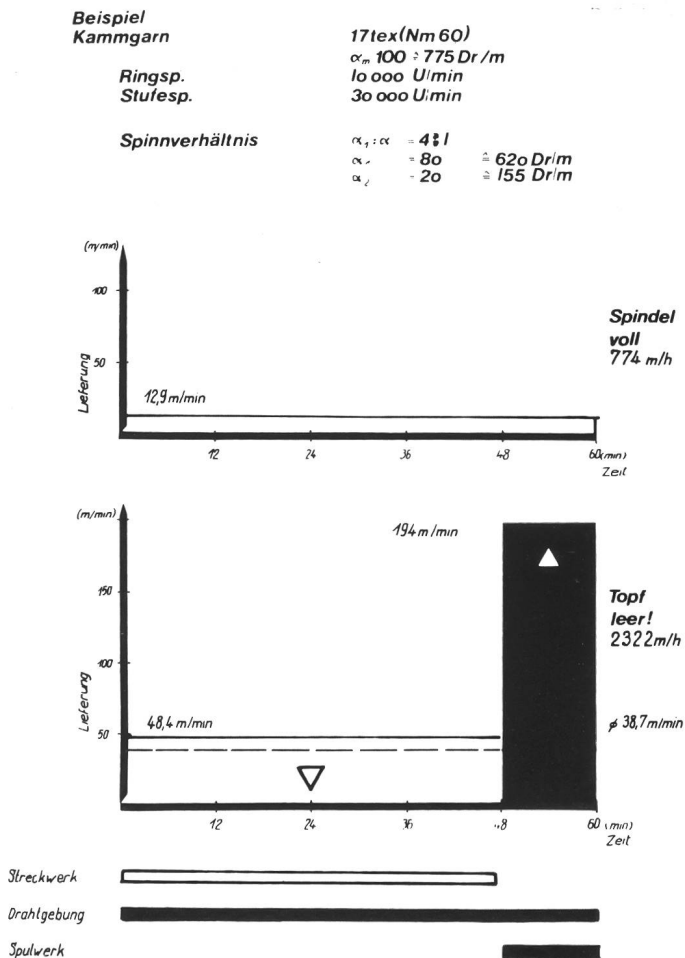 Beispiel
Kammgarn 17tex(Nm 60)
αm 100 ≙ 775 Dr/m
Ringsp. 10 000 U/min
Stufesp. 30 000 U/min
Spinnverhältnis α1:α = 4:1
= 80 ≙ 620 Dr/m
- 20 ≙ 155 Dr/m
(m/min)
100
50
Lieferung
12,9 m/min
12 24 36 48 60(min)
Zeit
Spindel
voll
774 m/h
(m/min)
150
100
50
Lieferung
194 m/min
48,4 m/min
12 24 36 48 60 (min)
Zeit
Topf
leer!
2322m/h
ø 38,7m/min
Streckwerk
Drahtgebung
Spulwerk